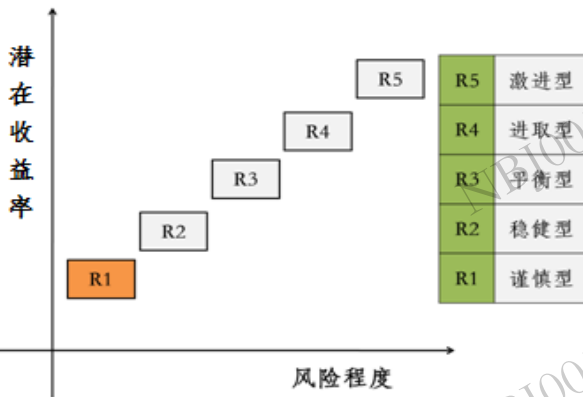 潜在收益率
R5
R4
R3
R2
R1
风险程度
R5 激进型
R4 进取型
R3 平衡型
R2 稳健型
R1 谨慎型
NBJ00